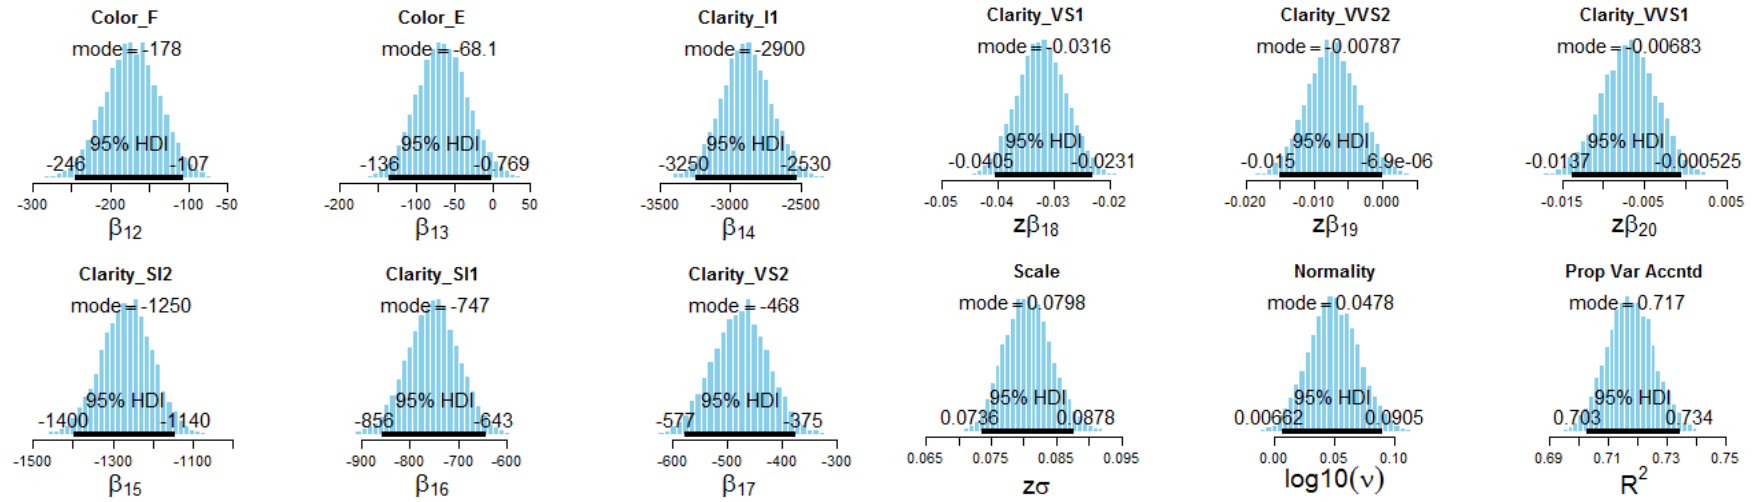 Color_F
mode = -178
95% HDI
-246 -107
-300 -200 -100 -50
β12
Color_E
mode = -68.1
95% HDI
-136 -0.769
-200 -100 -50 0 50
β13
Clarity_I1
mode = -2900
95% HDI
-3250 -2530
-3500 -3000 -2500
β14
Clarity_VS1
mode = -0.0316
95% HDI
-0.0405 -0.0231
-0.05 -0.04 -0.03 -0.02
zβ18
Clarity_VVS2
mode = -0.00787
95% HDI
-0.015 -6.9e-06
-0.020 -0.010 0.000
zβ19
Clarity_VVS1
mode = -0.00683
95% HDI
-0.0137 -0.000525
-0.015 -0.005 0.005
zβ20
Clarity_SI2
mode = -1250
95% HDI
-1400 -1140
-1500 -1300 -1100
β15
Clarity_SI1
mode = -747
95% HDI
-856 -643
-900 -800 -700 -600
β16
Clarity_VS2
mode = -468
95% HDI
-577 -375
-600 -500 -400 -300
β17
Scale
mode = 0.0798
95% HDI
0.0736 0.0878
0.065 0.075 0.085 0.095
zσ
Normality
mode = 0.0478
95% HDI
0.00662 0.0905
0.00 0.05 0.10
log10(ν)
Prop Var Accntd
mode = 0.717
95% HDI
0.703 0.734
0.69 0.71 0.73 0.75
R²